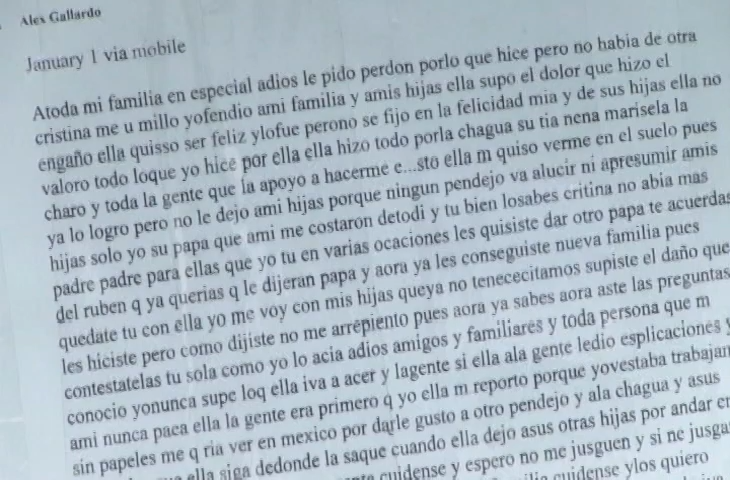 Alex Gallardo
January 1 via mobile
Atoda mi familia en especial adios le pido perdon porlo que hice pero no habia de otra
cristina me u millo yofendio ami familia y amis hijas ella supo el dolor que hizo el
engaño ella quisso ser feliz ylofue perono se fijo en la felicidad mia y de sus hijas ella no
valoro todo loque yo hice por ella ella hizo todo porla chagua su tia nena marisela la
charo y toda la gente que la apoyo a hacerme e...sto ella m quiso verme en el suelo pues
ya lo logro pero no le dejo ami hijas porque ningun pendejo va alucir ni apresumir amis
hijas solo yo su papa que ami me costaron detodi y tu bien losabes critina no abia mas
padre padre para ellas que yo tu en varias ocaciones les quisiste dar otro papa te acuerdas
del ruben q ya querias q le dijeran papa y aora ya les conseguiste nueva familia pues
quedate tu con ella yo me voy con mis hijas queya no tenececitamos supiste el daño que
les hiciste pero como dijiste no me arrepiento pues aora ya sabes aora aste las preguntas
contestatelas tu sola como yo lo acia adios amigos y familiares y toda persona que m
conocio yonunca supe loq ella iva a acer y lagente si ella ala gente ledio esplicaciones y
ami nunca paca ella la gente era primero q yo ella m reporto porque yovestaba trabajan
sin papeles me q ria ver en mexico por darle gusto a otro pendejo y ala chagua y asus
ella siga dedonde la saque cuando ella dejo asus otras hijas por andar en
cuidense y espero no me jusguen y si ne jusga
cuidense ylos quiero